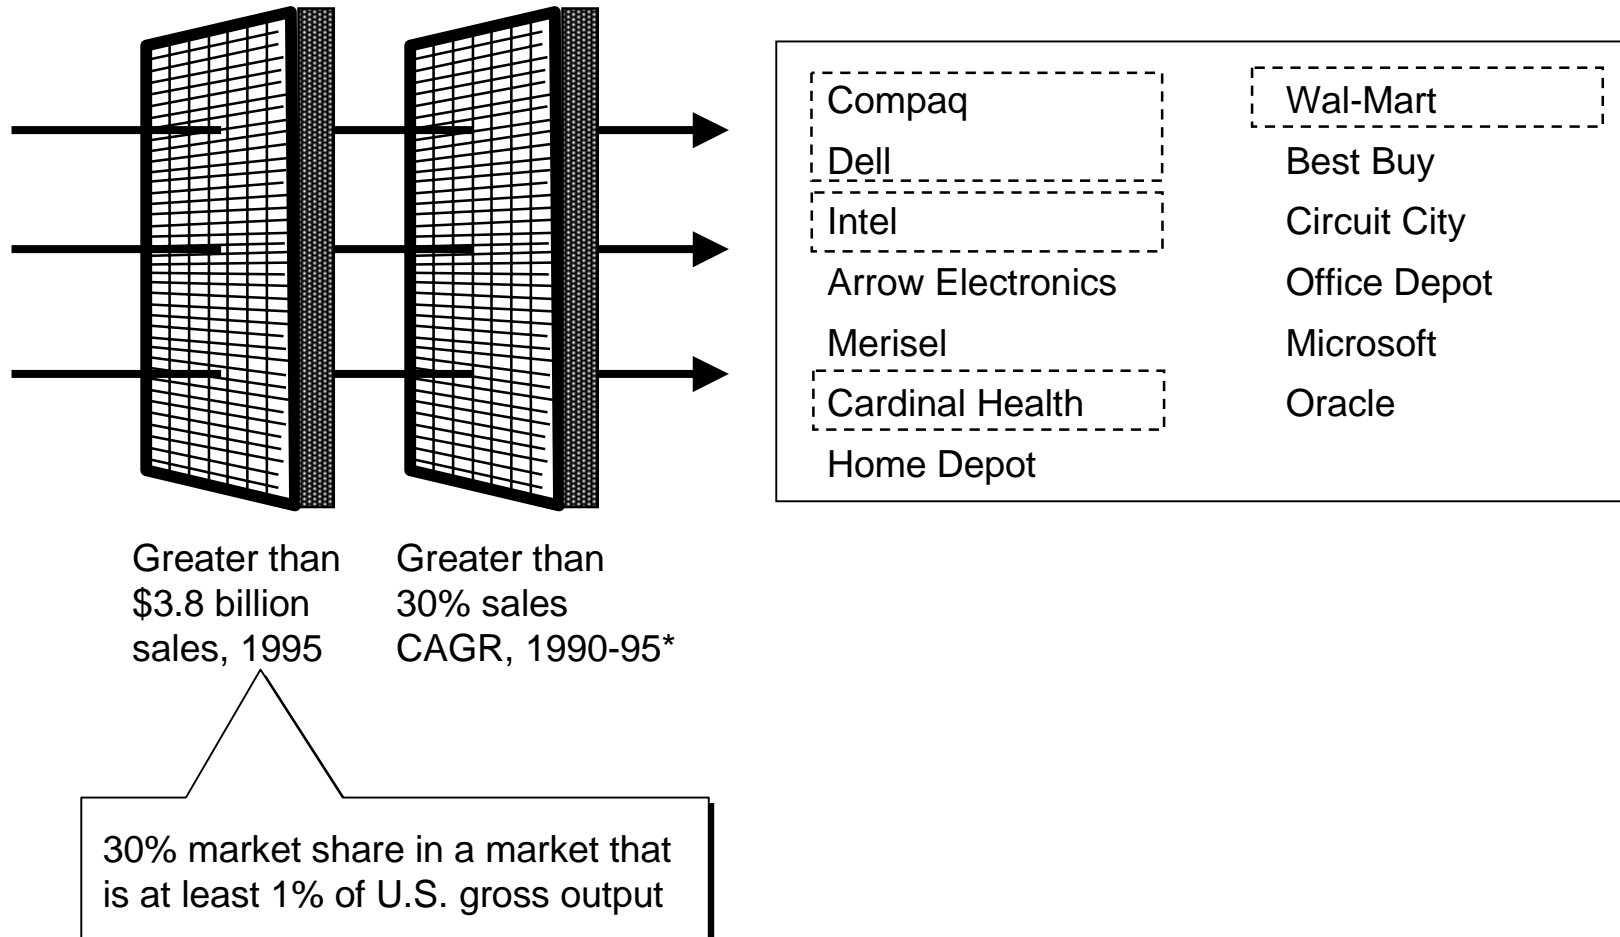 Compaq
Dell
Intel
Arrow Electronics
Merisel
Cardinal Health
Home Depot
Wal-Mart
Best Buy
Circuit City
Office Depot
Microsoft
Oracle
Greater than
$3.8 billion
sales, 1995
Greater than
30% sales
CAGR, 1990-95*
30% market share in a market that
is at least 1% of U.S. gross output